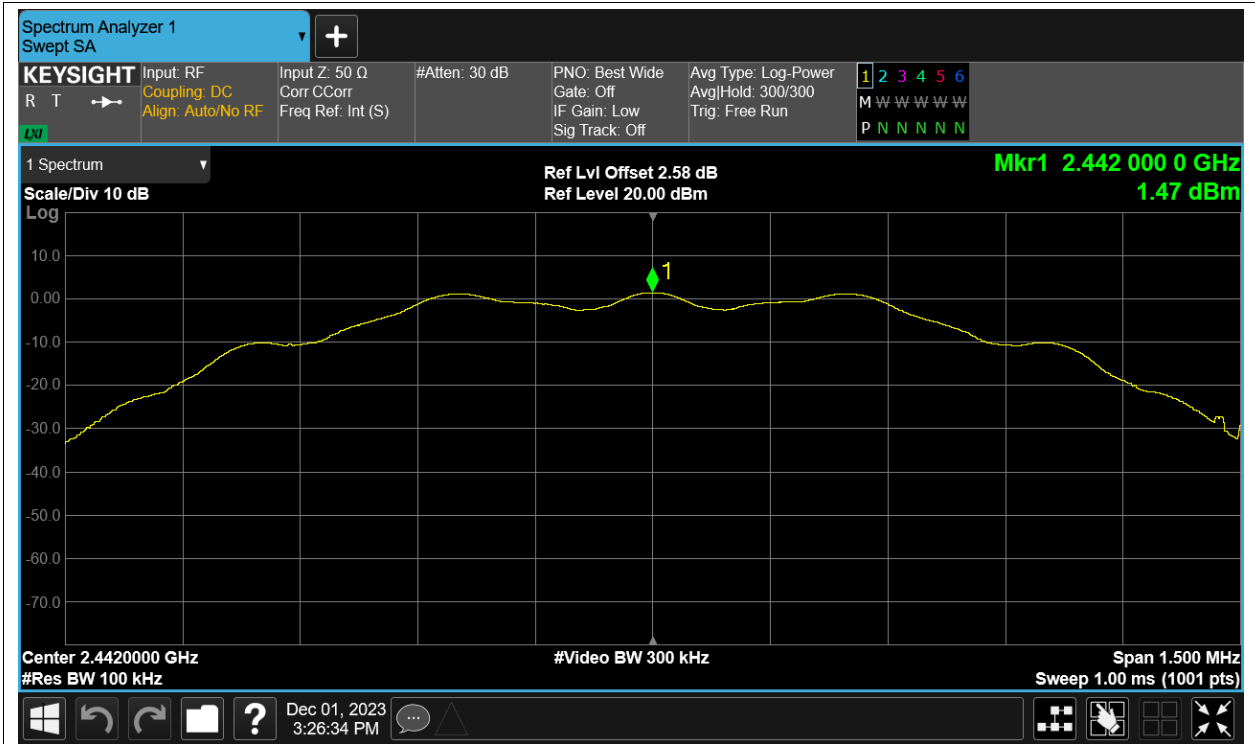 Spectrum Analyzer 1
Swept SA
KEYSIGHT
R T
LXI
Input: RF
Coupling: DC
Align: Auto/No RF
Input Z: 50 Ω
Corr CCorr
Freq Ref: Int (S)
#Atten: 30 dB
PNO: Best Wide
Gate: Off
IF Gain: Low
Sig Track: Off
Avg Type: Log-Power
Avg|Hold: 300/300
Trig: Free Run
1 2 3 4 5 6
M W W W W W
P N N N N N
1 Spectrum
Scale/Div 10 dB
Log
Ref Lvl Offset 2.58 dB
Ref Level 20.00 dBm
Mkr1 2.442 000 0 GHz
1.47 dBm
1
10.0
0.00
-10.0
-20.0
-30.0
-40.0
-50.0
-60.0
-70.0
Center 2.4420000 GHz
#Res BW 100 kHz
#Video BW 300 kHz
Span 1.500 MHz
Sweep 1.00 ms (1001 pts)
?
Dec 01, 2023
3:26:34 PM